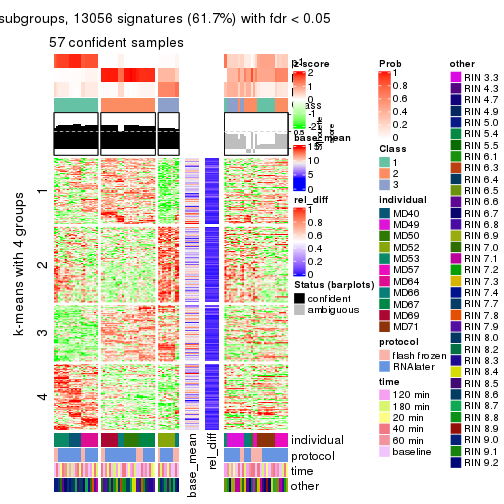 subgroups, 13056 signatures (61.7%) with fdr < 0.05
57 confident samples
k-means with 4 groups
1
2
3
4
individual
protocol
time
other
base_mean
rel_diff
z-score
2
1
0
-1
-2
base_mean
15
10
5
0
rel_diff
1
0.8
0.6
0.4
0.2
0
Status (barplots)
confident
ambiguous
Prob
1
0.8
0.6
0.4
0.2
0
Class
1
2
3
individual
MD40
MD49
MD50
MD52
MD53
MD57
MD64
MD66
MD67
MD69
MD71
protocol
flash frozen
RNAlater
time
120 min
180 min
20 min
40 min
60 min
baseline
other
RIN 3.3
RIN 4.3
RIN 4.7
RIN 4.9
RIN 5.0
RIN 5.4
RIN 5.5
RIN 6.1
RIN 6.3
RIN 6.4
RIN 6.5
RIN 6.6
RIN 6.7
RIN 6.8
RIN 6.9
RIN 7.0
RIN 7.1
RIN 7.2
RIN 7.3
RIN 7.4
RIN 7.7
RIN 7.8
RIN 7.9
RIN 8.0
RIN 8.2
RIN 8.3
RIN 8.4
RIN 8.5
RIN 8.6
RIN 8.7
RIN 8.8
RIN 8.9
RIN 9.0
RIN 9.1
RIN 9.2